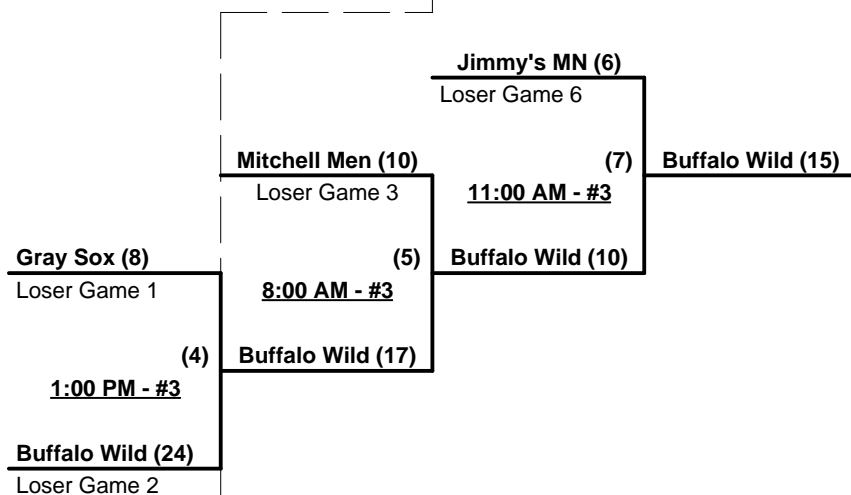 Jimmy's MN (6)
Loser Game 6
Mitchell Men (10)
(7)
Buffalo Wild (15)
Loser Game 3
11:00 AM - #3
Gray Sox (8)
(5)
Buffalo Wild (10)
Loser Game 1
8:00 AM - #3
(4)
Buffalo Wild (17)
1:00 PM - #3
Buffalo Wild (24)
Loser Game 2